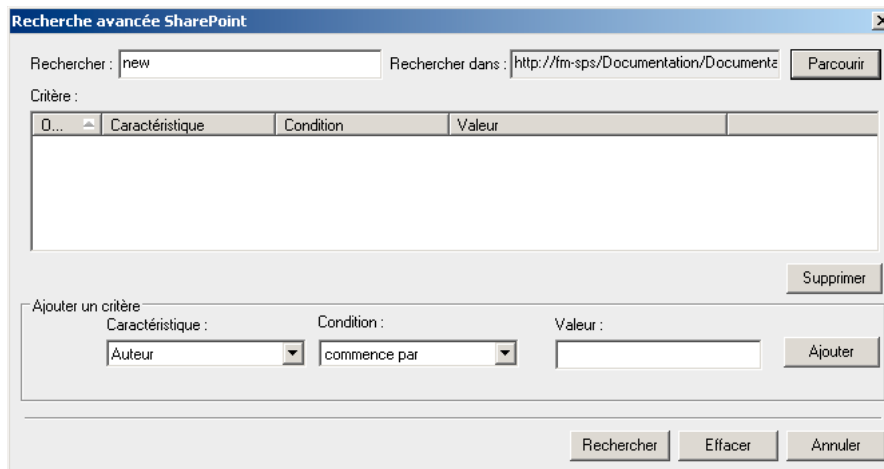 Recherche avancée SharePoint
Rechercher : new Rechercher dans : http://fm-sps/Documentation/Documenta Parcourir
Critère :
O... Caractéristique Condition Valeur
Supprimer
Ajouter un critère
Caractéristique : Condition : Valeur :
Auteur commence par Ajouter
Rechercher Effacer Annuler